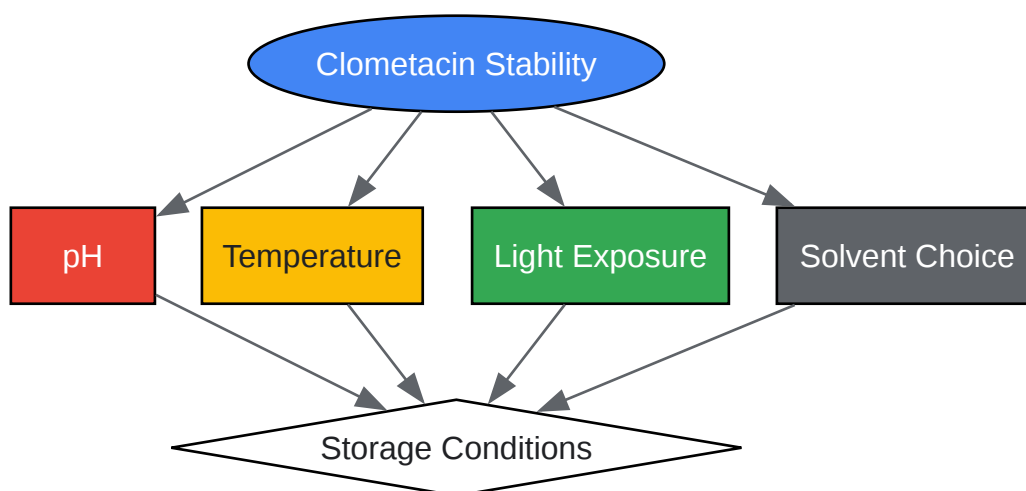 Clometacin Stability
pH
Temperature
Light Exposure
Solvent Choice
Storage Conditions